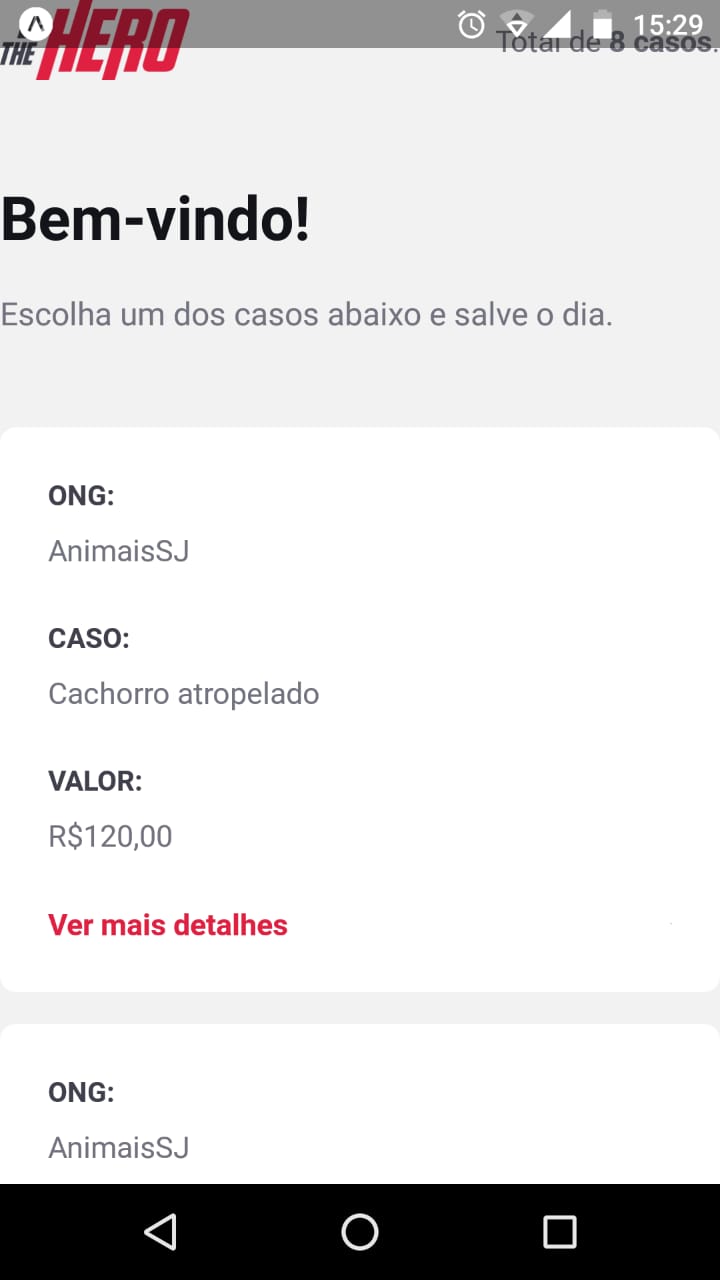 15:29
THE HERO
Total de 8 casos.
Bem-vindo!
Escolha um dos casos abaixo e salve o dia.
ONG:
AnimaisSJ
CASO:
Cachorro atropelado
VALOR:
R$120,00
Ver mais detalhes
ONG:
AnimaisSJ